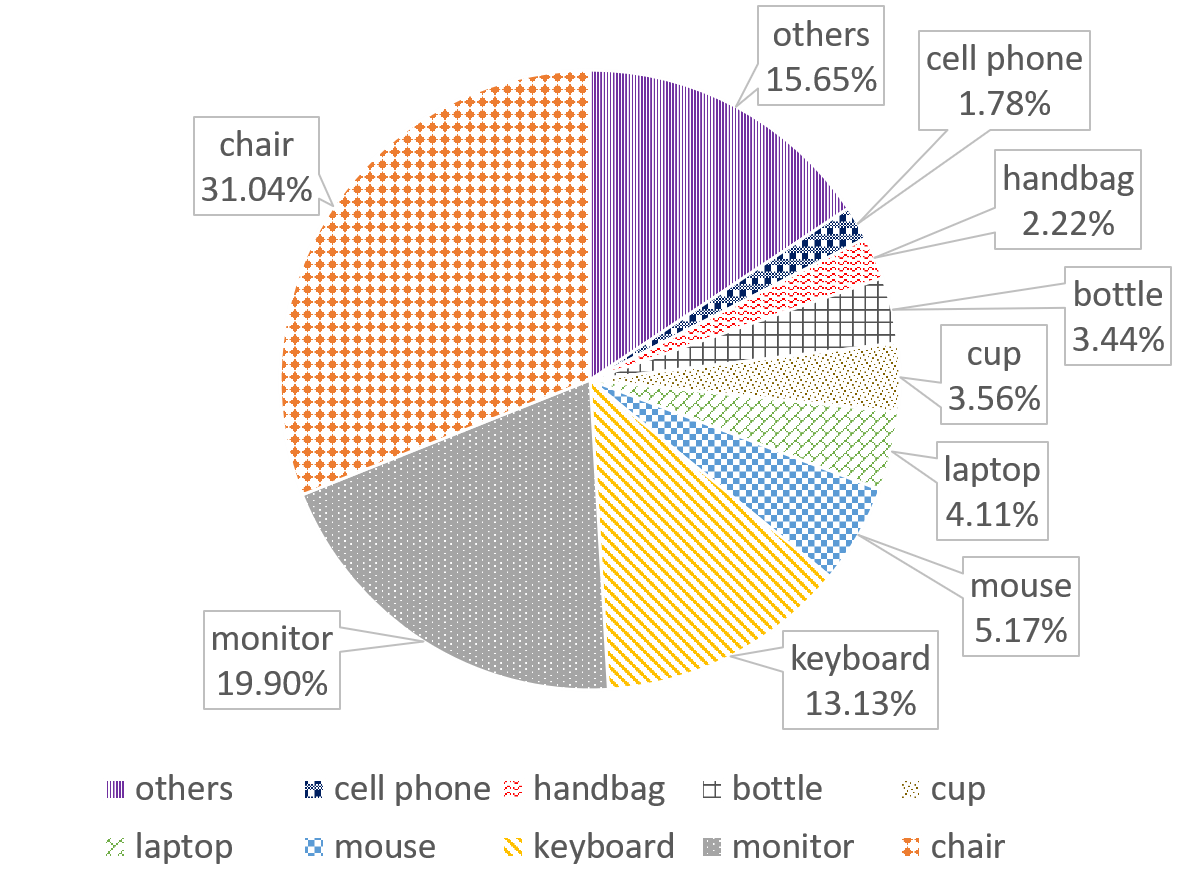 others
15.65%
cell phone
1.78%
handbag
2.22%
bottle
3.44%
cup
3.56%
laptop
4.11%
mouse
5.17%
keyboard
13.13%
monitor
19.90%
chair
31.04%
others cell phone handbag bottle cup
laptop mouse keyboard monitor chair